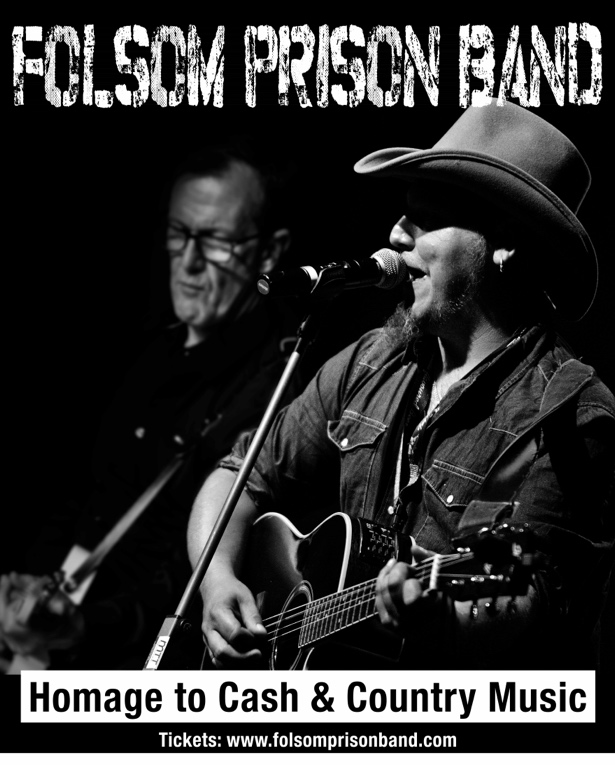 FOLSOM PRISON BAND
Homage to Cash & Country Music
Tickets: www.folsomprisonband.com